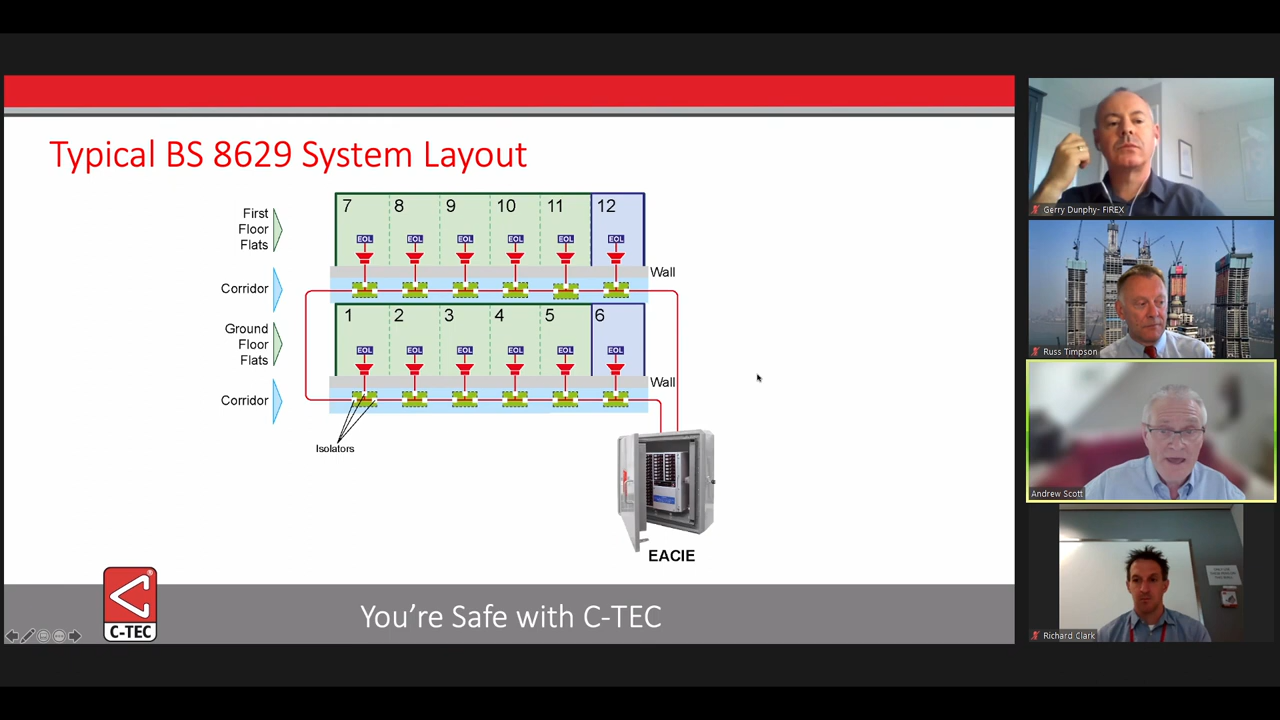 Typical BS 8629 System Layout
First
Floor
Flats
7 8 9 10 11 12
EOL EOL EOL EOL EOL EOL
Wall
Corridor
Ground
Floor
Flats
1 2 3 4 5 6
EOL EOL EOL EOL EOL EOL
Wall
Corridor
Isolators
EACIE
C-TEC
You're Safe with C-TEC
Gerry Dunphy- FIREX
Russ Timpson
Andrew Scott
Richard Clark